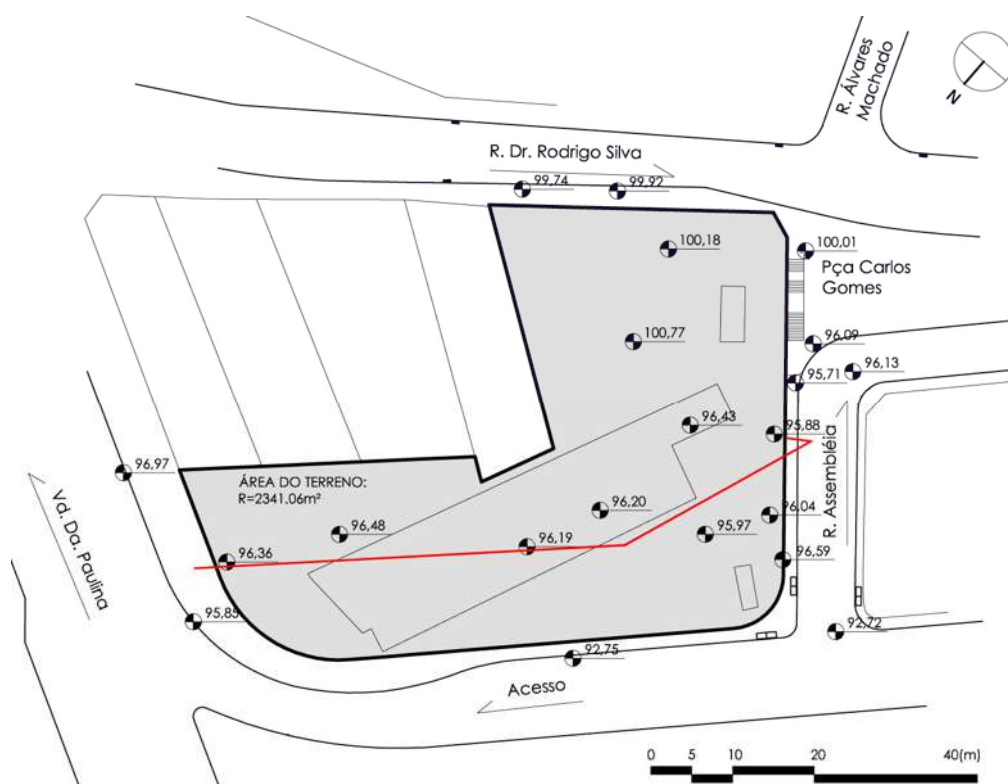 R. Álvares
Machado
N
R. Dr. Rodrigo Silva
99,74
99,92
100,18
100,01
Pça Carlos
Gomes
100,77
96,09
96,13
95,71
96,43
95,88
R. Assembléia
96,97
ÁREA DO TERRENO:
R=2341.06m²
Vd. Da. Paulina
96,48
96,20
96,04
96,36
96,19
95,97
96,59
95,85
92,72
92,75
Acesso
0 5 10 20 40(m)